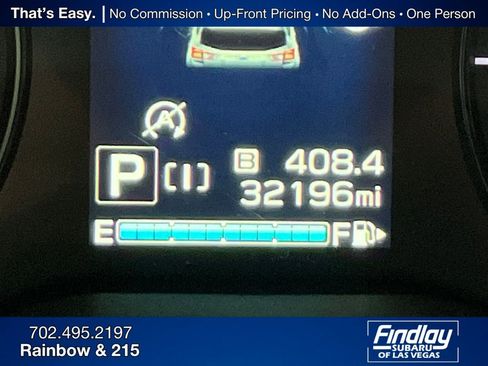 That's Easy. | No Commission • Up-Front Pricing • No Add-Ons • One Person
A
P (I) B 408.4
32196mi
E F
702.495.2197
Rainbow & 215
Findlay
SUBARU
OF LAS VEGAS